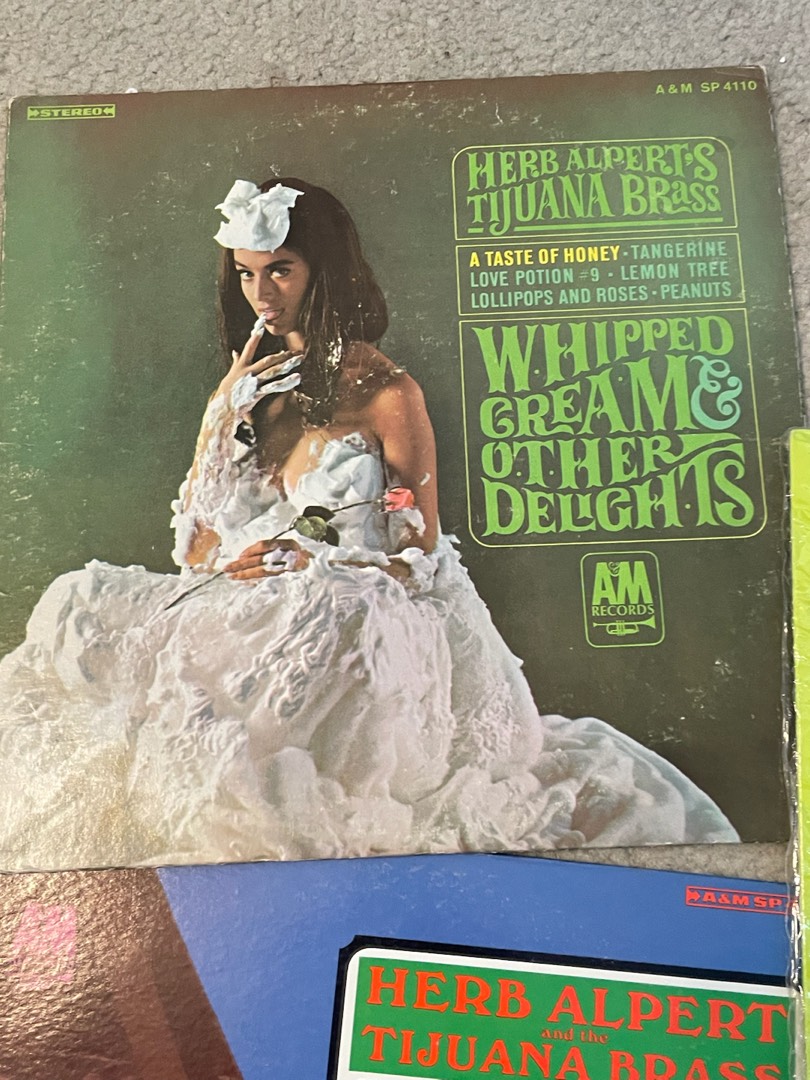 STEREO
A & M SP 4110
HERB ALPERT'S
TIJUANA BRASS
A TASTE OF HONEY · TANGERINE
LOVE POTION #9 · LEMON TREE
LOLLIPOPS AND ROSES · PEANUTS
WHIPPED
CREAM &
OTHER
DELIGHTS
A&M
RECORDS
A&M SP
A&M
HERB ALPERT
and the
TIJUANA BRASS